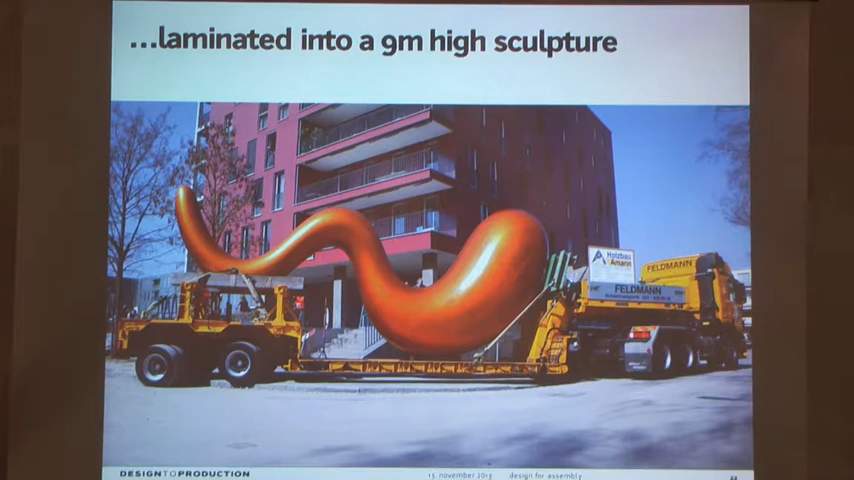 ...laminated into a 9m high sculpture
Holzbau
Amann
FELDMANN
FELDMANN
DESIGNTOPRODUCTION
15. november 2013 design for assembly